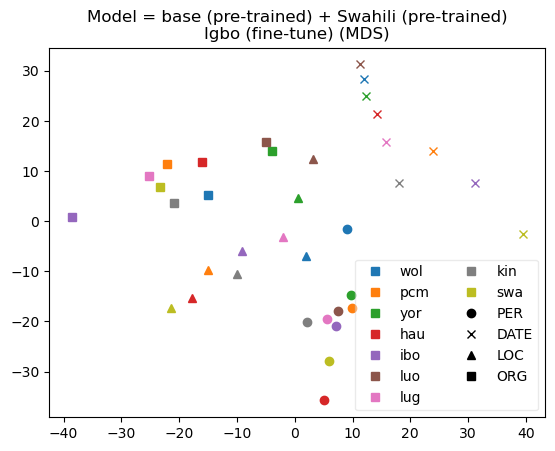 Model = base (pre-trained) + Swahili (pre-trained)
Igbo (fine-tune) (MDS)
30
20
10
0
−10
−20
−30
−40
−30
−20
−10
0
10
20
30
40
wol
pcm
yor
hau
ibo
luo
lug
kin
swa
PER
DATE
LOC
ORG